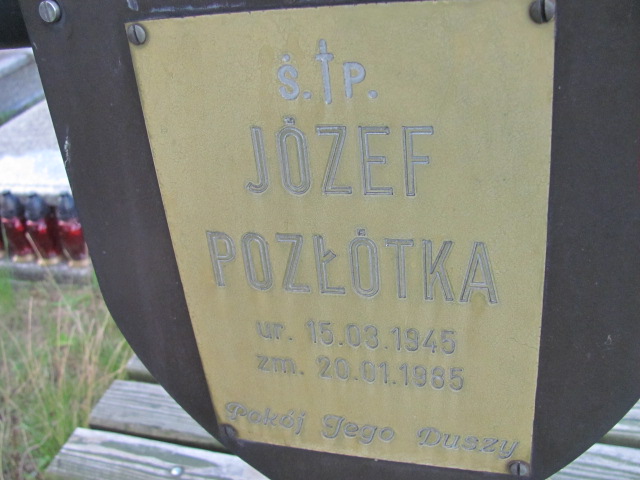 Ś.†P.
JÓZEF
POZŁÓTKA
ur. 15.03.1945
zm. 20.01.1985
Pokój Jego Duszy